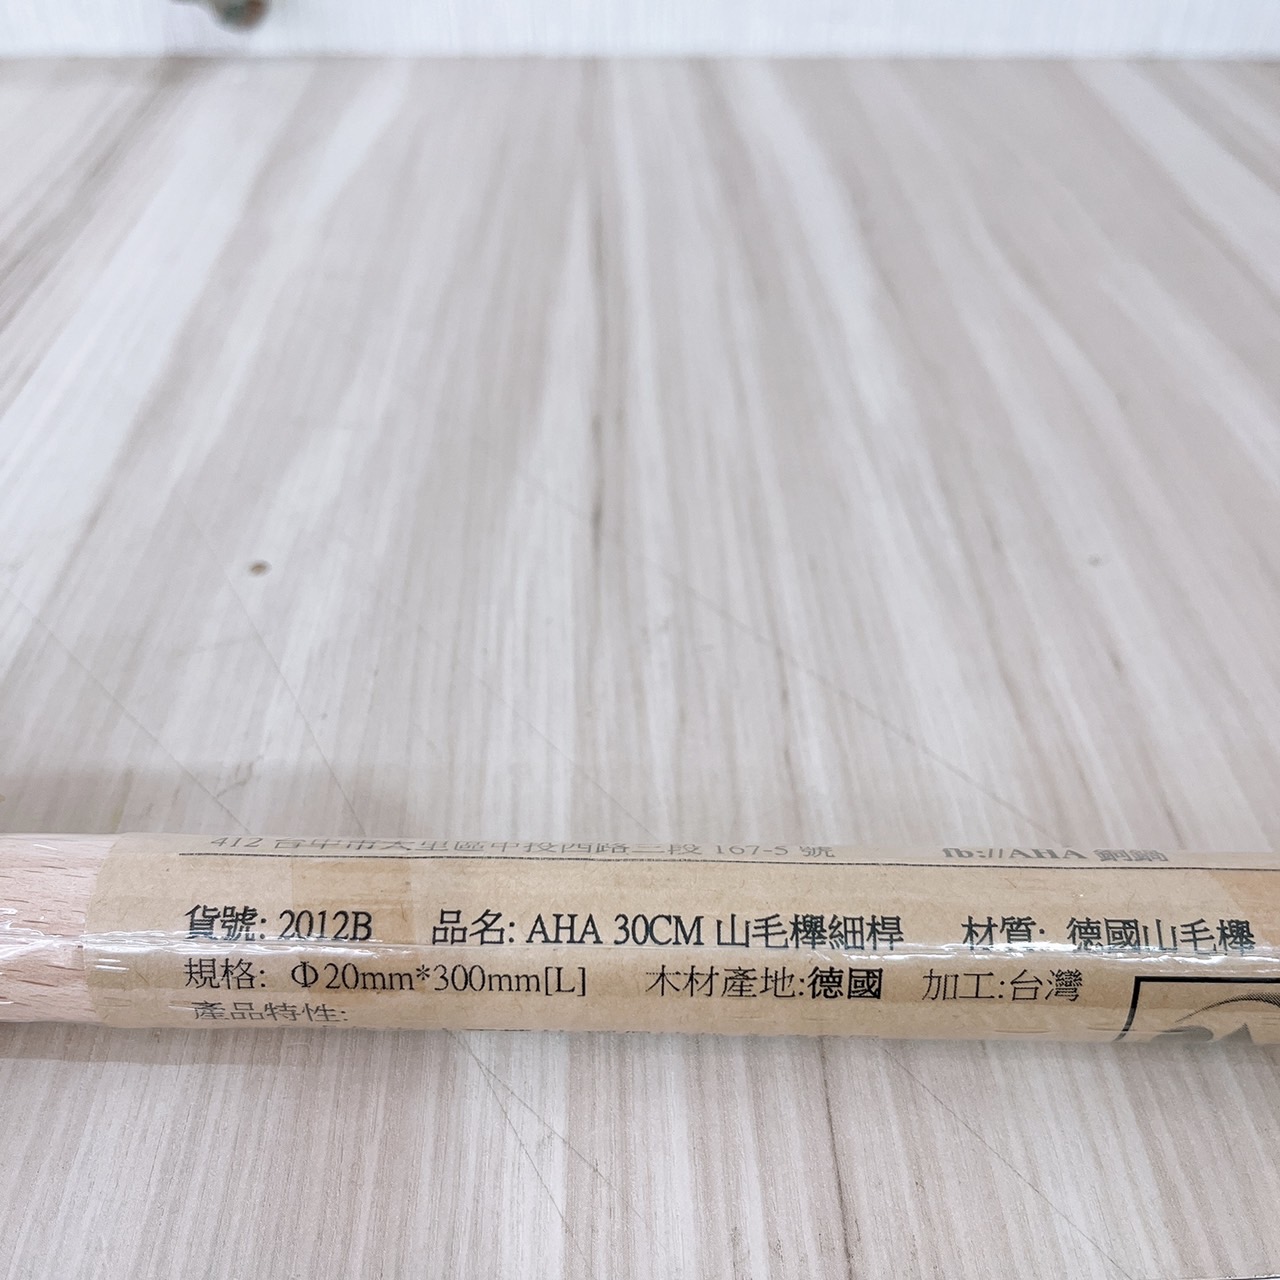 412 台中市大里區中投西路三段 167-5 號 fb://AHA 銅鍋
貨號: 2012B 品名: AHA 30CM 山毛櫸細桿 材質: 德國山毛櫸
規格: Φ20mm*300mm[L] 木材產地:德國 加工:台灣
產品特性: